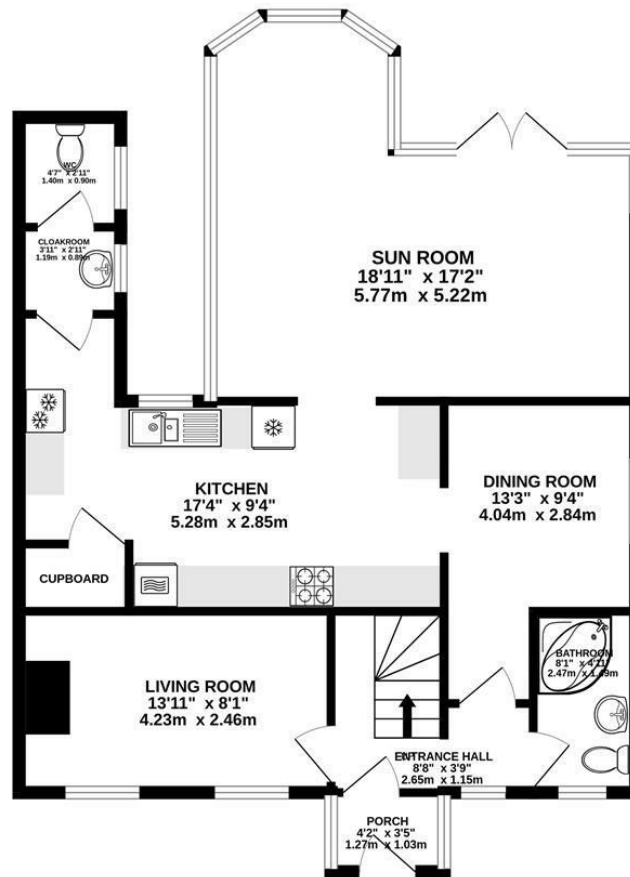 WC
4'7" x 2'11"
1.40m x 0.90m
CLOAKROOM
3'11" x 2'11"
1.19m x 0.89m
SUN ROOM
18'11" x 17'2"
5.77m x 5.22m
KITCHEN
17'4" x 9'4"
5.28m x 2.85m
DINING ROOM
13'3" x 9'4"
4.04m x 2.84m
CUPBOARD
LIVING ROOM
13'11" x 8'1"
4.23m x 2.46m
BATHROOM
8'1" x 4'11"
2.47m x 1.49m
ENTRANCE HALL
8'8" x 3'9"
2.65m x 1.15m
PORCH
4'2" x 3'5"
1.27m x 1.03m